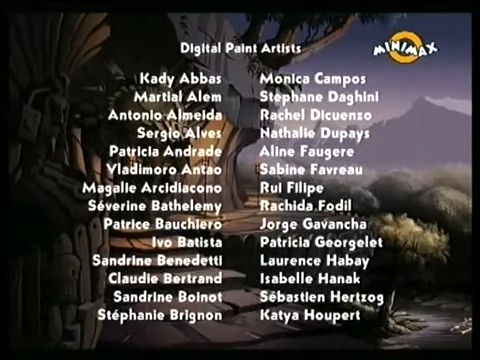 Digital Paint Artists
MINIMAX
Kady Abbas Monica Campos
Martial Alem Stephane Daghini
Antonio Almeida Rachel Dicuenzo
Sergio Alves Nathalie Dupays
Patricia Andrade Aline Faugere
Vladimoro Antao Sabine Favreau
Magalie Arcidiacono Rui Filipe
Séverine Bathelemy Rachida Fodil
Patrice Bauchiero Jorge Gavancha
Ivo Batista Patricia Georgelet
Sandrine Benedetti Laurence Habay
Claudie Bertrand Isabelle Hanak
Sandrine Boinot Sébastien Hertzog
Stéphanie Brignon Katya Houpert